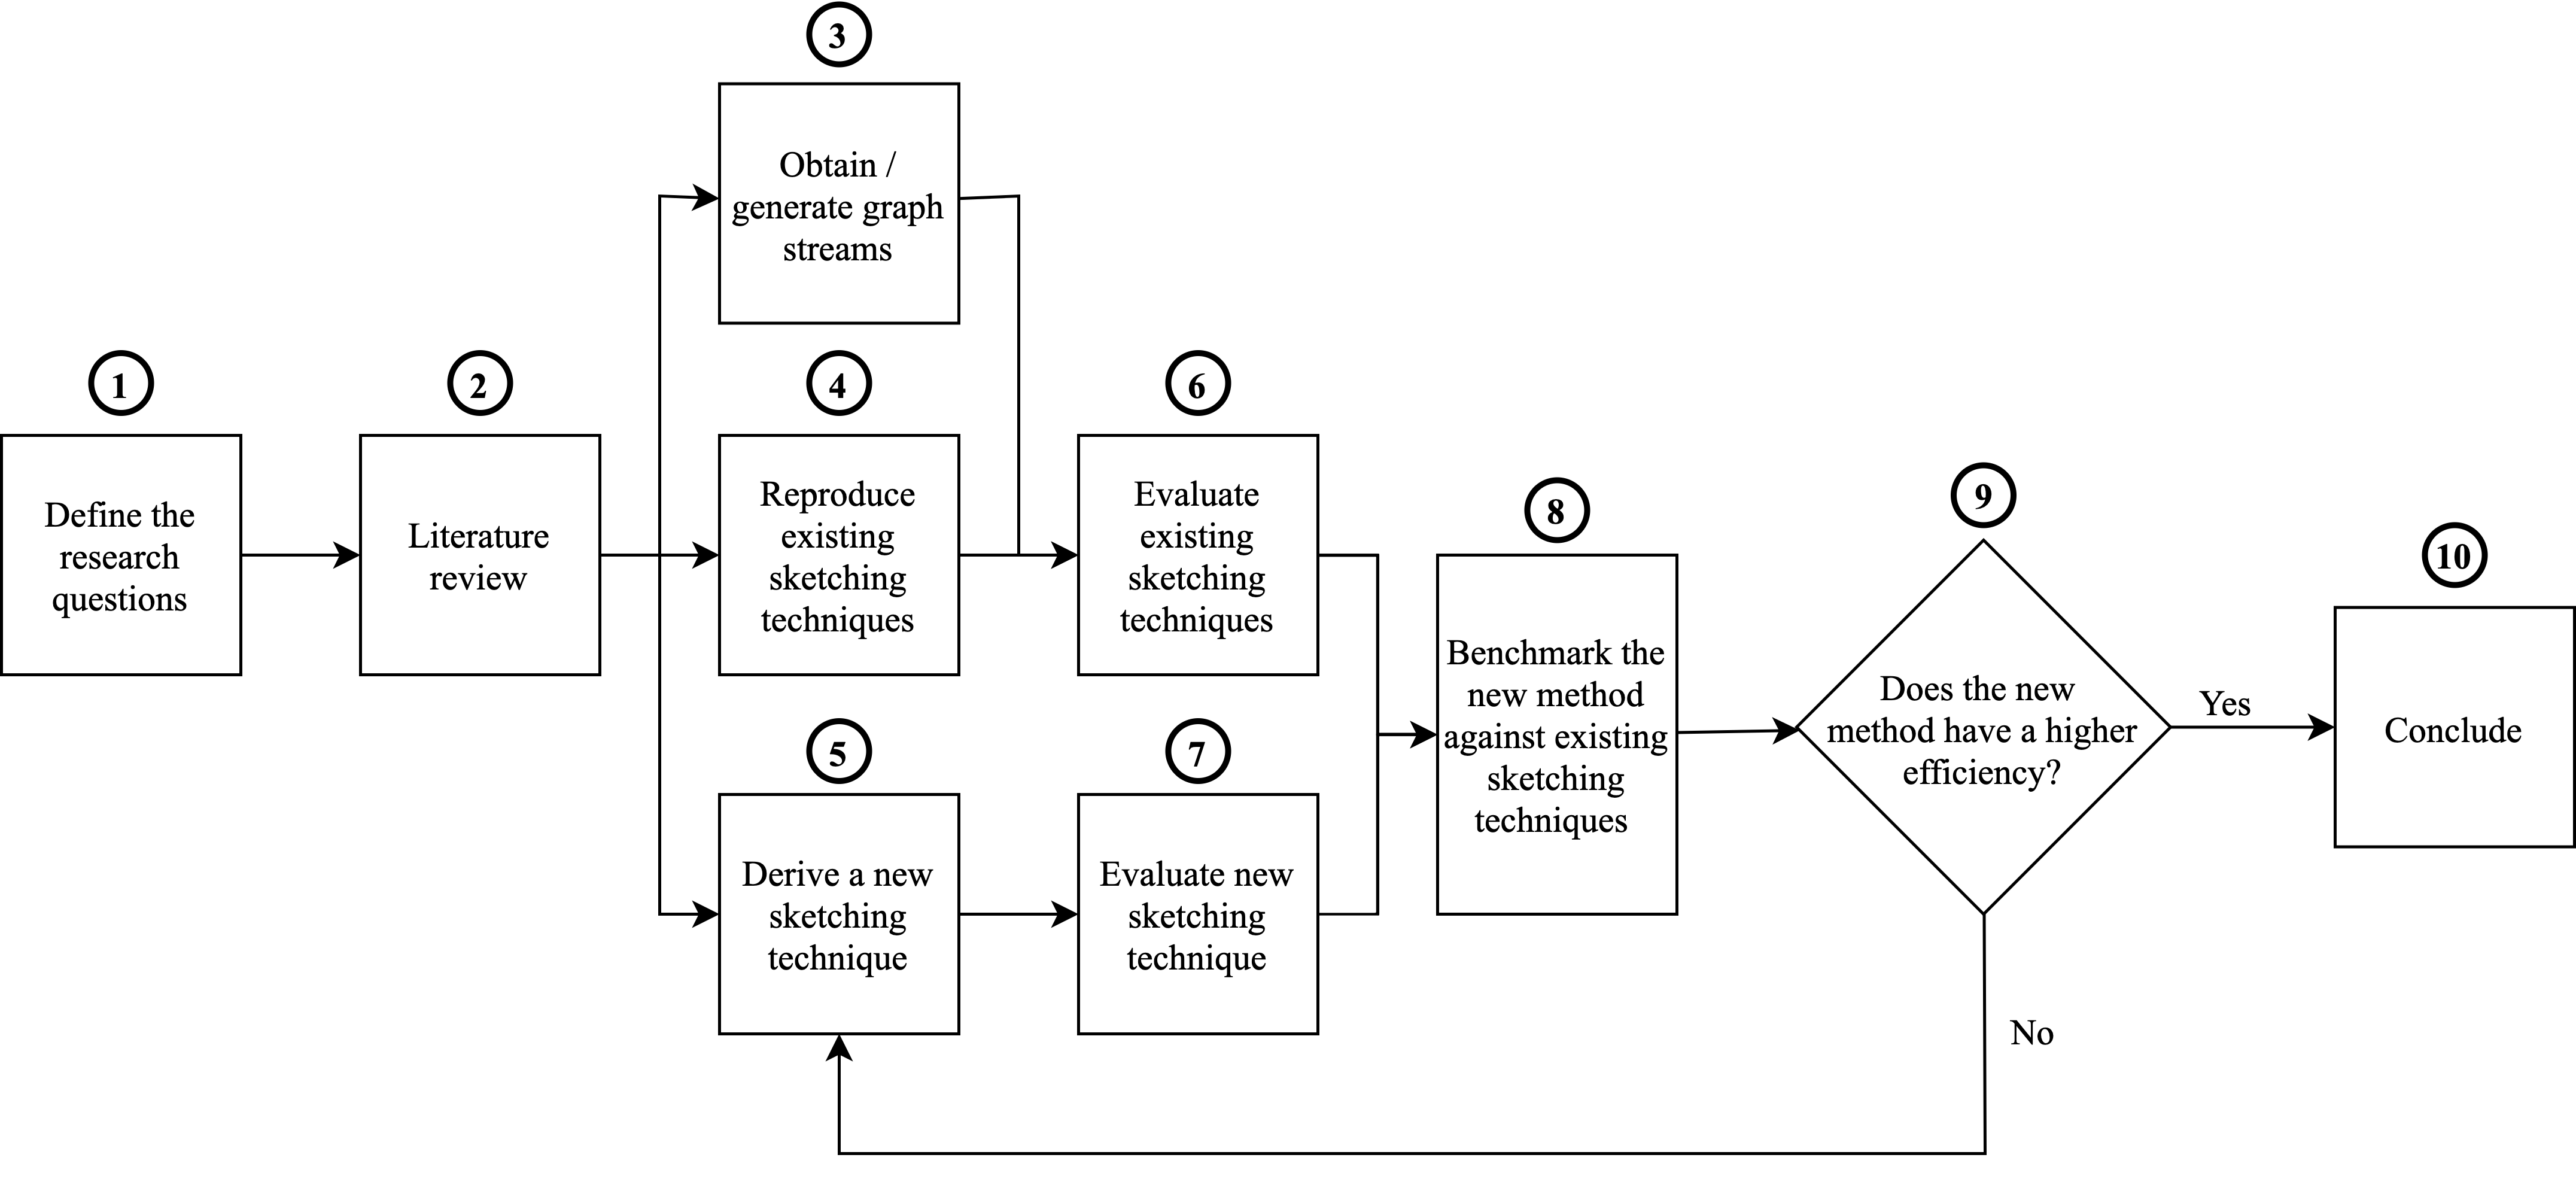 1
Define the
research
questions
2
Literature
review
3
Obtain /
generate graph
streams
4
Reproduce
existing
sketching
techniques
5
Derive a new
sketching
technique
6
Evaluate
existing
sketching
techniques
7
Evaluate new
sketching
technique
8
Benchmark the
new method
against existing
sketching
techniques
9
Does the new
method have a higher
efficiency?
Yes
No
10
Conclude